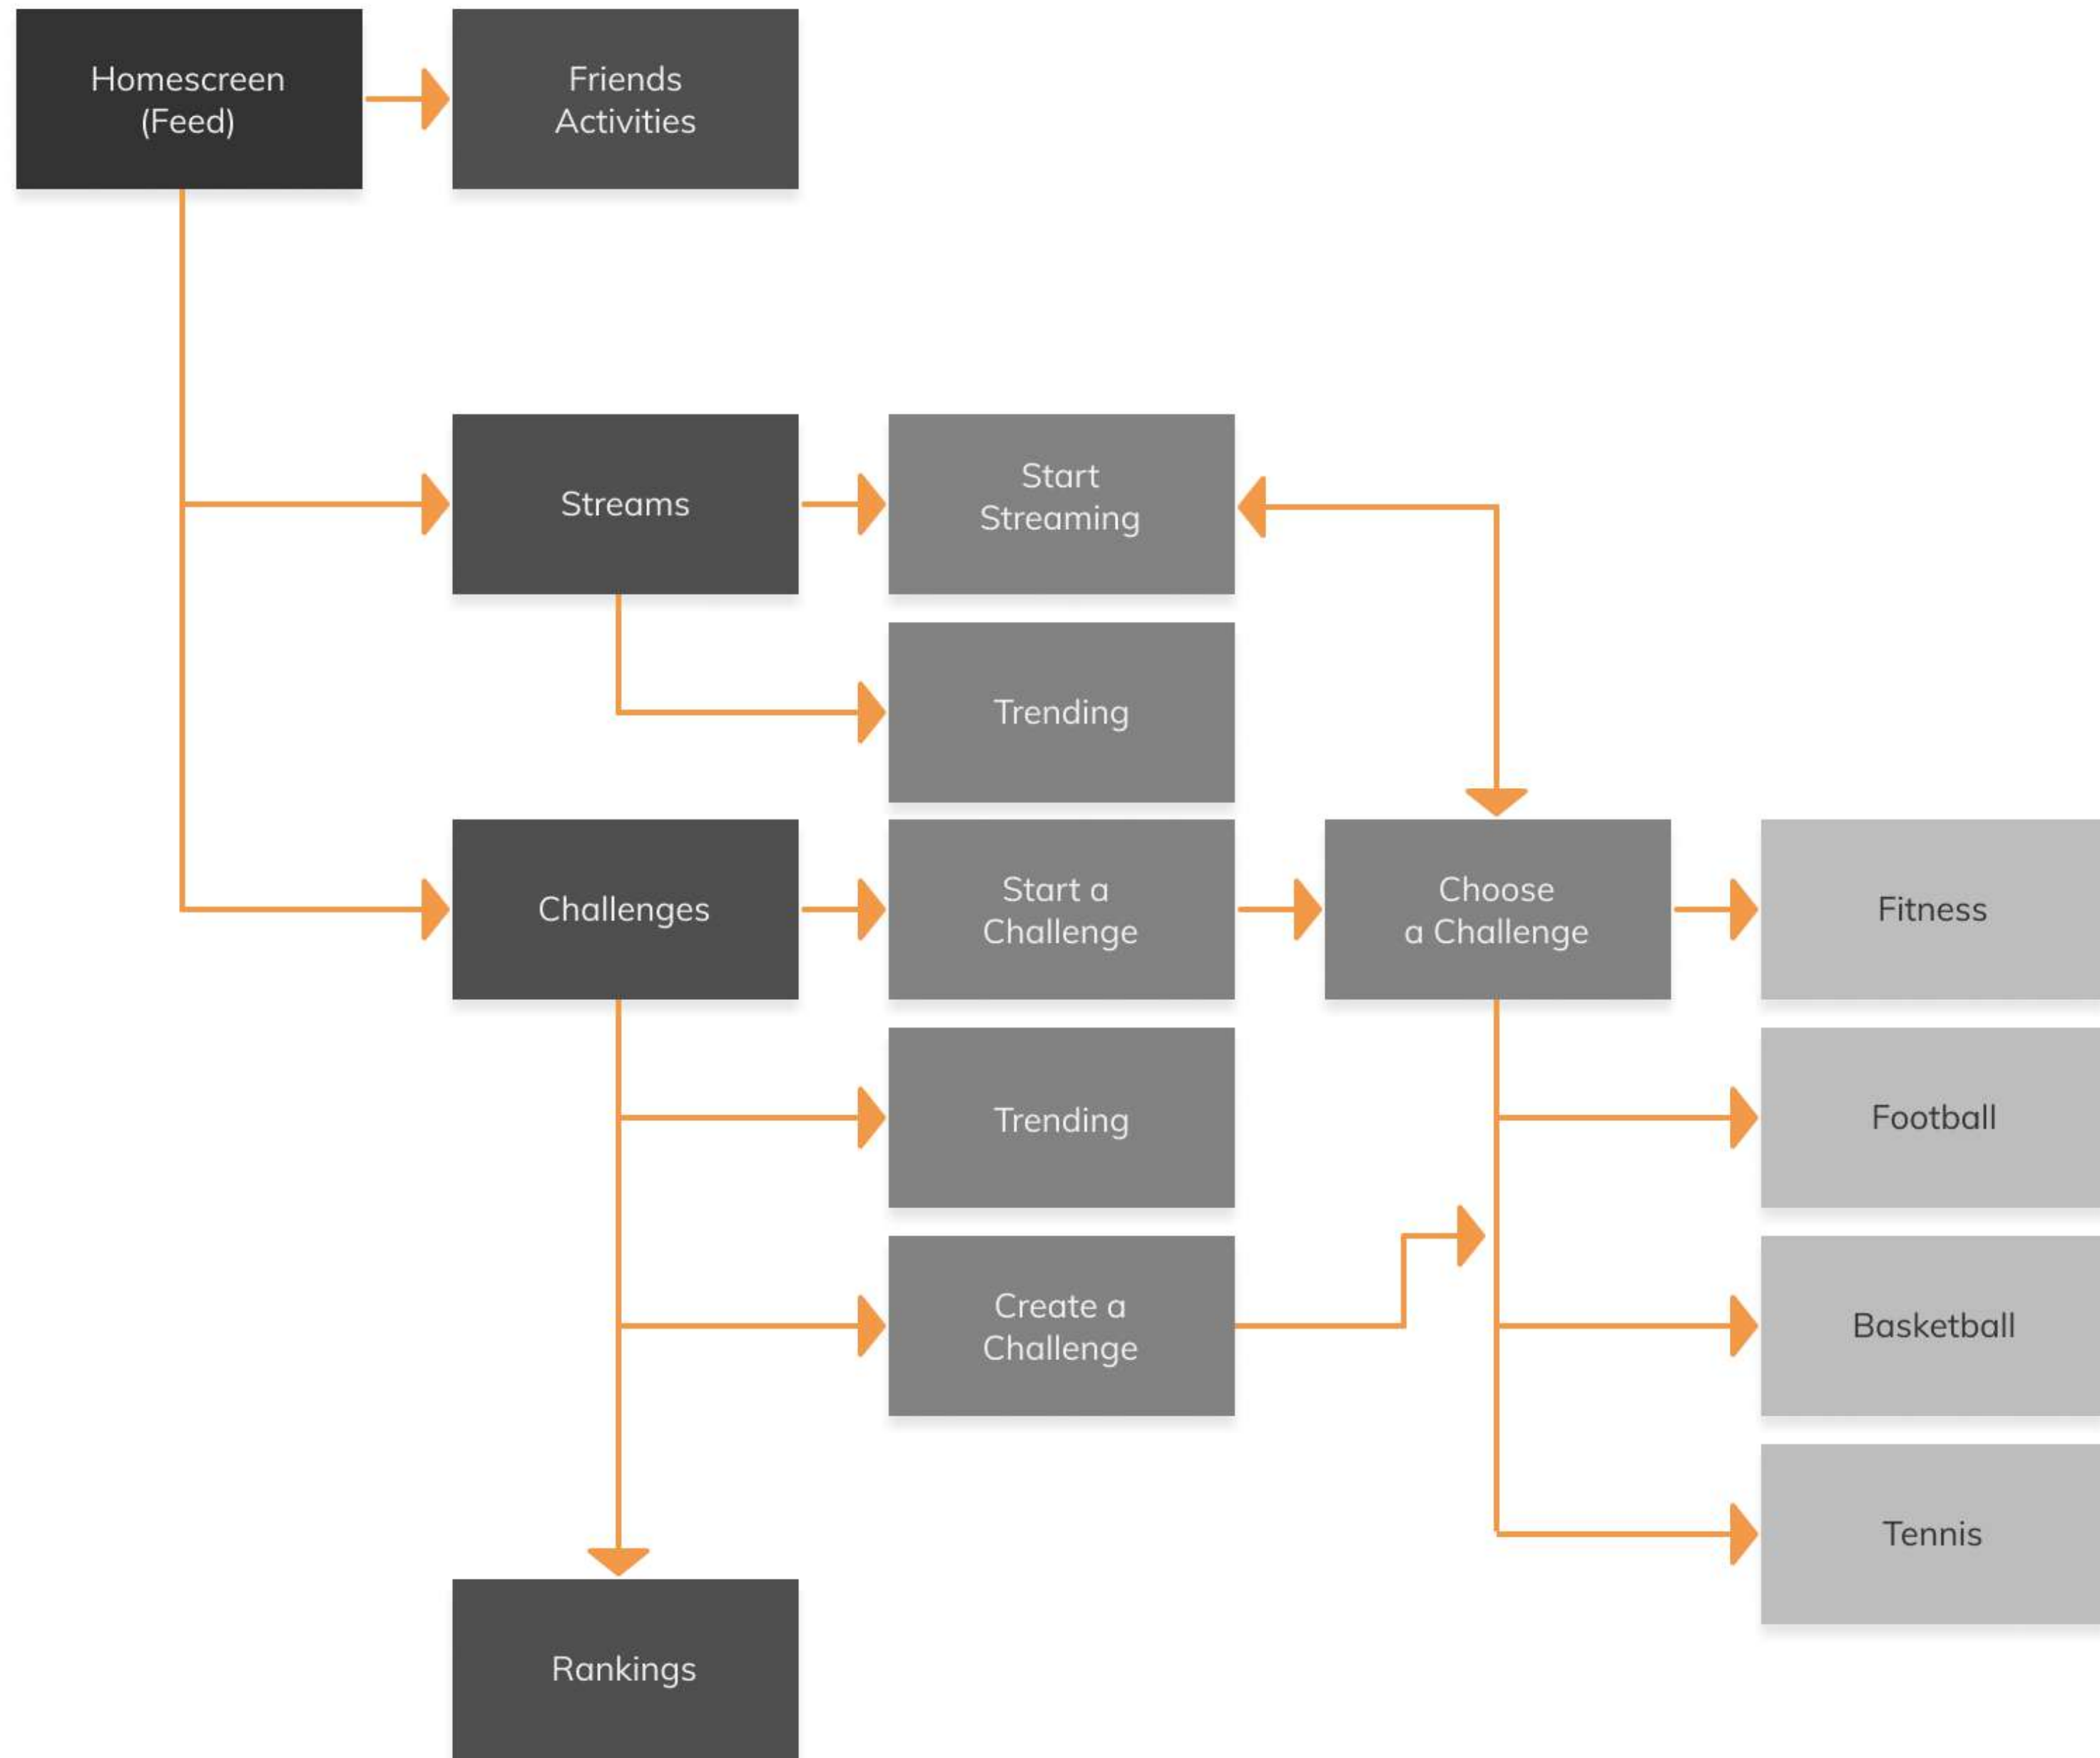 Homescreen
(Feed)
Friends
Activities
Streams
Start
Streaming
Trending
Challenges
Start a
Challenge
Choose
a Challenge
Fitness
Trending
Football
Create a
Challenge
Basketball
Tennis
Rankings